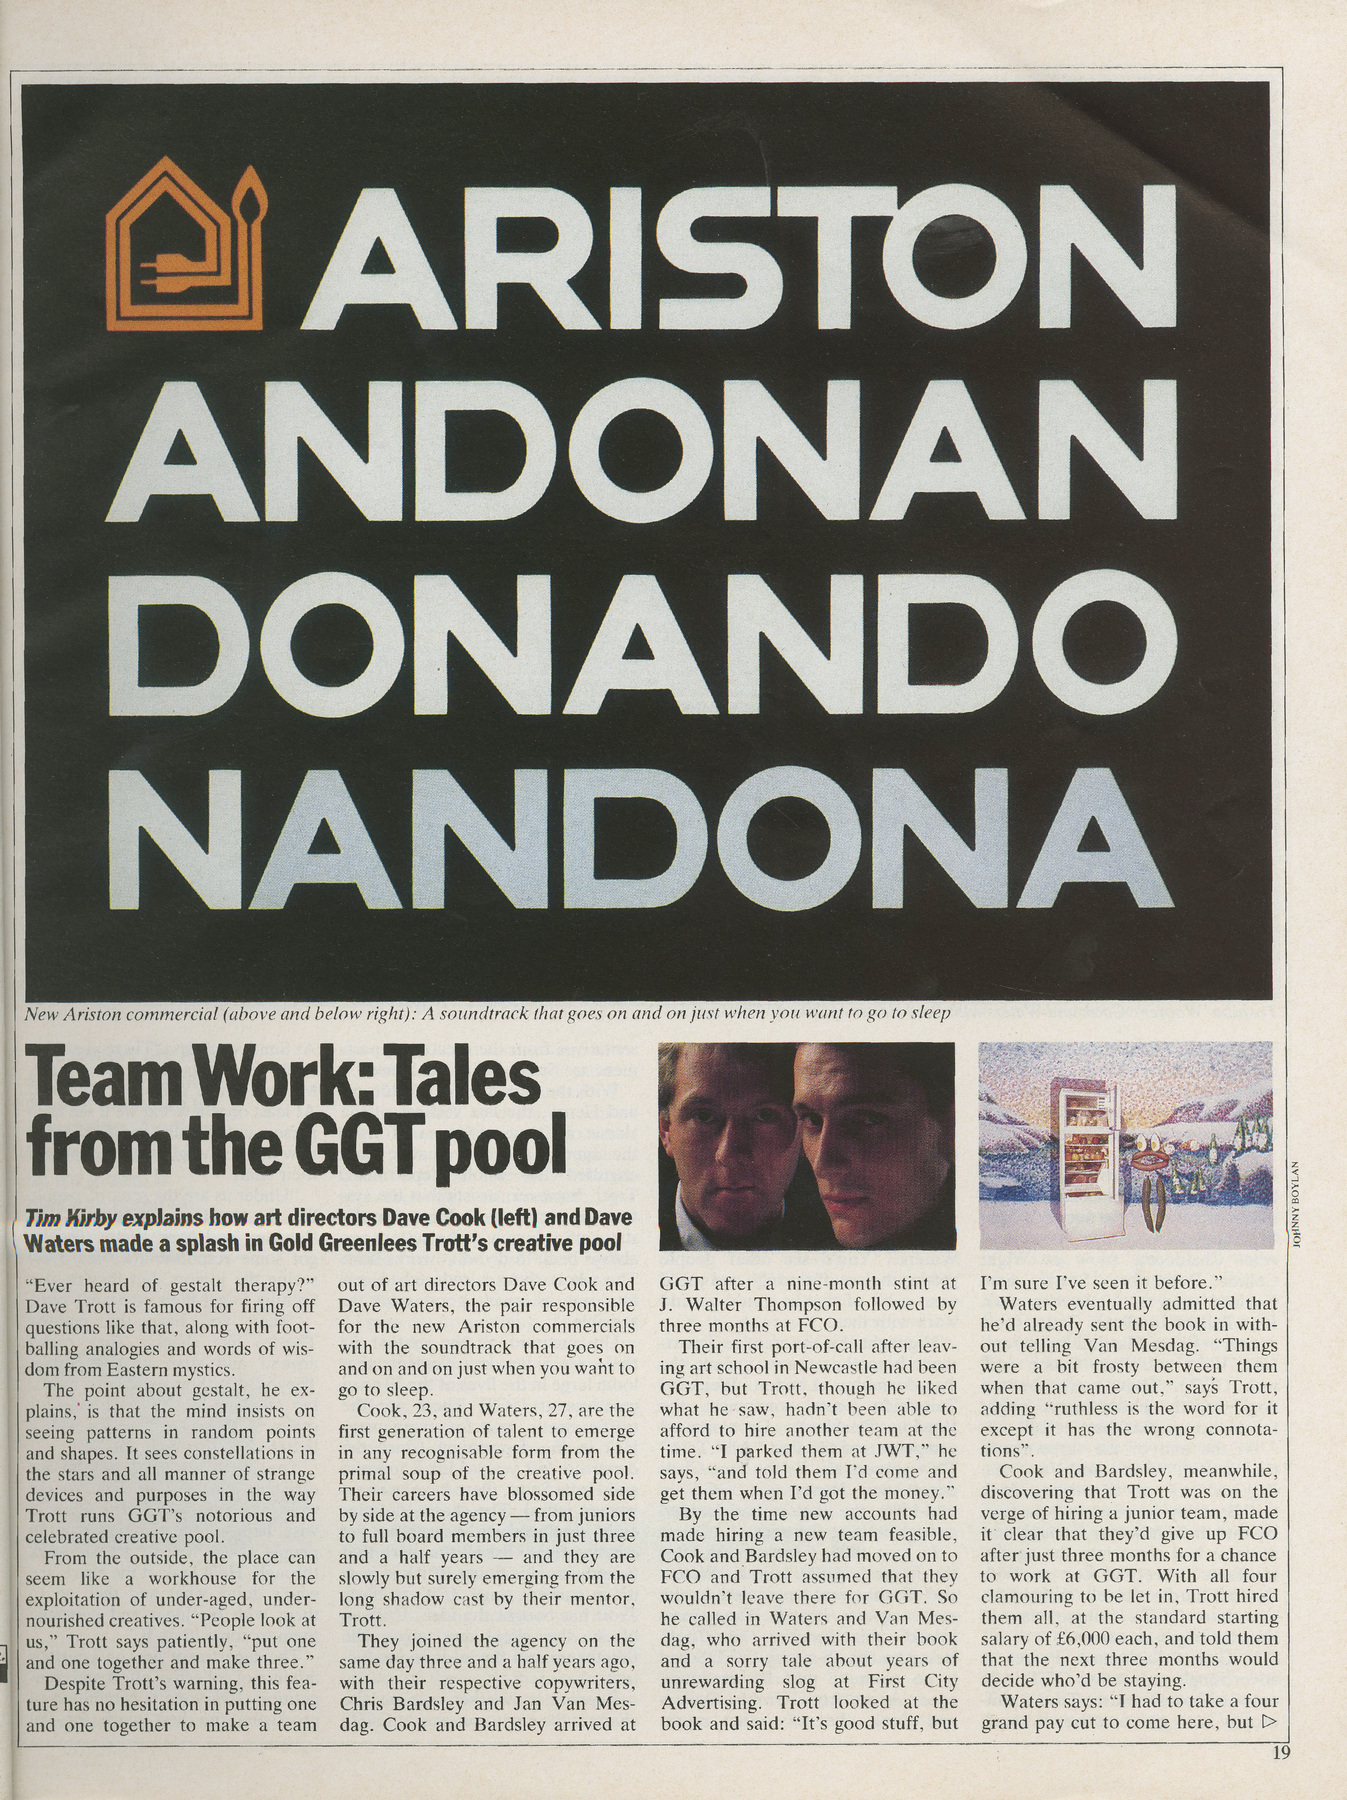 ARISTON
ANDONAN
DONANDO
NANDONA
New Ariston commercial (above and below right): A soundtrack that goes on and on just when you want to go to sleep
Team Work: Tales
from the GGT pool
Tim Kirby explains how art directors Dave Cook (left) and Dave
Waters made a splash in Gold Greenlees Trott's creative pool
JOHNNY BOYLAN
“Ever heard of gestalt therapy?”
Dave Trott is famous for firing off
questions like that, along with foot-
balling analogies and words of wis-
dom from Eastern mystics.
The point about gestalt, he ex-
plains, is that the mind insists on
seeing patterns in random points
and shapes. It sees constellations in
the stars and all manner of strange
devices and purposes in the way
Trott runs GGT's notorious and
celebrated creative pool.
From the outside, the place can
seem like a workhouse for the
exploitation of under-aged, under-
nourished creatives. “People look at
us,” Trott says patiently, “put one
and one together and make three.”
Despite Trott's warning, this fea-
ture has no hesitation in putting one
and one together to make a team
out of art directors Dave Cook and
Dave Waters, the pair responsible
for the new Ariston commercials
with the soundtrack that goes on
and on and on just when you want to
go to sleep.
Cook, 23, and Waters, 27, are the
first generation of talent to emerge
in any recognisable form from the
primal soup of the creative pool.
Their careers have blossomed side
by side at the agency — from juniors
to full board members in just three
and a half years — and they are
slowly but surely emerging from the
long shadow cast by their mentor,
Trott.
They joined the agency on the
same day three and a half years ago,
with their respective copywriters,
Chris Bardsley and Jan Van Mes-
dag. Cook and Bardsley arrived at
GGT after a nine-month stint at
J. Walter Thompson followed by
three months at FCO.
Their first port-of-call after leav-
ing art school in Newcastle had been
GGT, but Trott, though he liked
what he saw, hadn't been able to
afford to hire another team at the
time. “I parked them at JWT,” he
says, “and told them I'd come and
get them when I'd got the money.”
By the time new accounts had
made hiring a new team feasible,
Cook and Bardsley had moved on to
FCO and Trott assumed that they
wouldn't leave there for GGT. So
he called in Waters and Van Mes-
dag, who arrived with their book
and a sorry tale about years of
unrewarding slog at First City
Advertising. Trott looked at the
book and said: “It's good stuff, but
I'm sure I've seen it before.”
Waters eventually admitted that
he'd already sent the book in with-
out telling Van Mesdag. “Things
were a bit frosty between them
when that came out,” says Trott,
adding “ruthless is the word for it
except it has the wrong connota-
tions”.
Cook and Bardsley, meanwhile,
discovering that Trott was on the
verge of hiring a junior team, made
it clear that they'd give up FCO
after just three months for a chance
to work at GGT. With all four
clamouring to be let in, Trott hired
them all, at the standard starting
salary of £6,000 each, and told them
that the next three months would
decide who'd be staying.
Waters says: “I had to take a four
grand pay cut to come here, but ▷
19